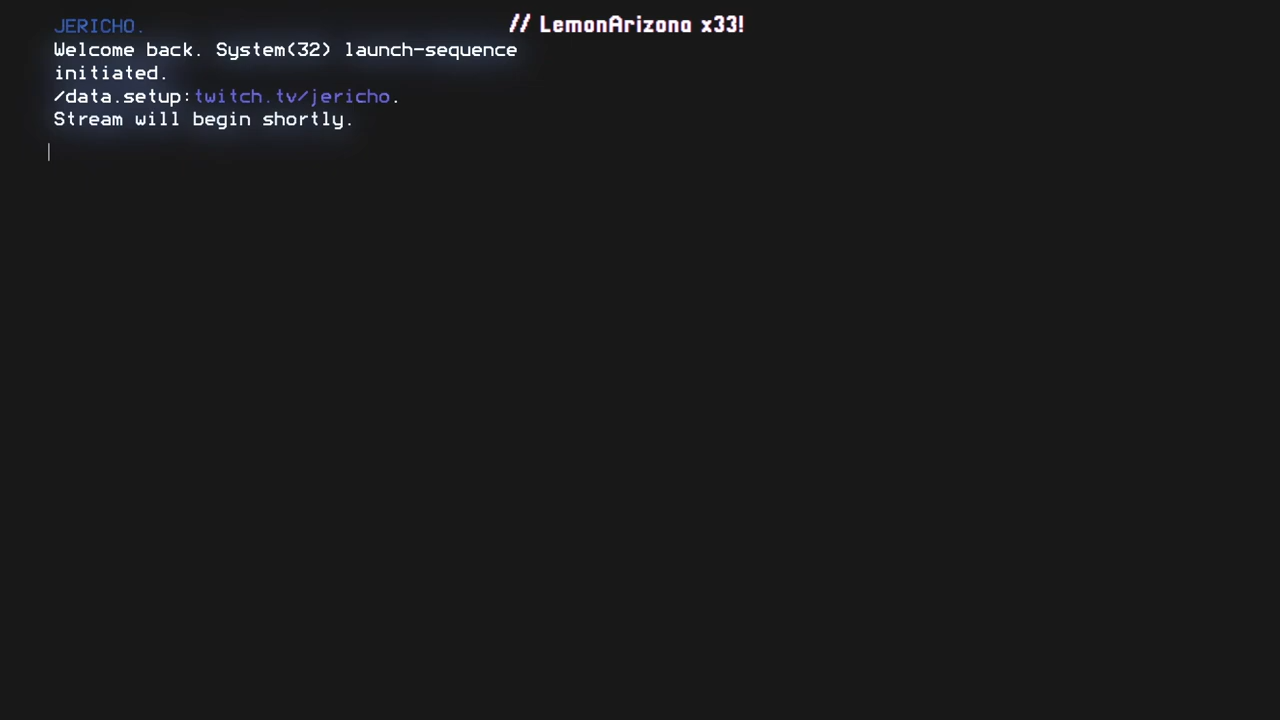 JERICHO.
// LemonArizona x33!
Welcome back. System(32) launch-sequence
initiated.
/data.setup:twitch.tv/jericho.
Stream will begin shortly.